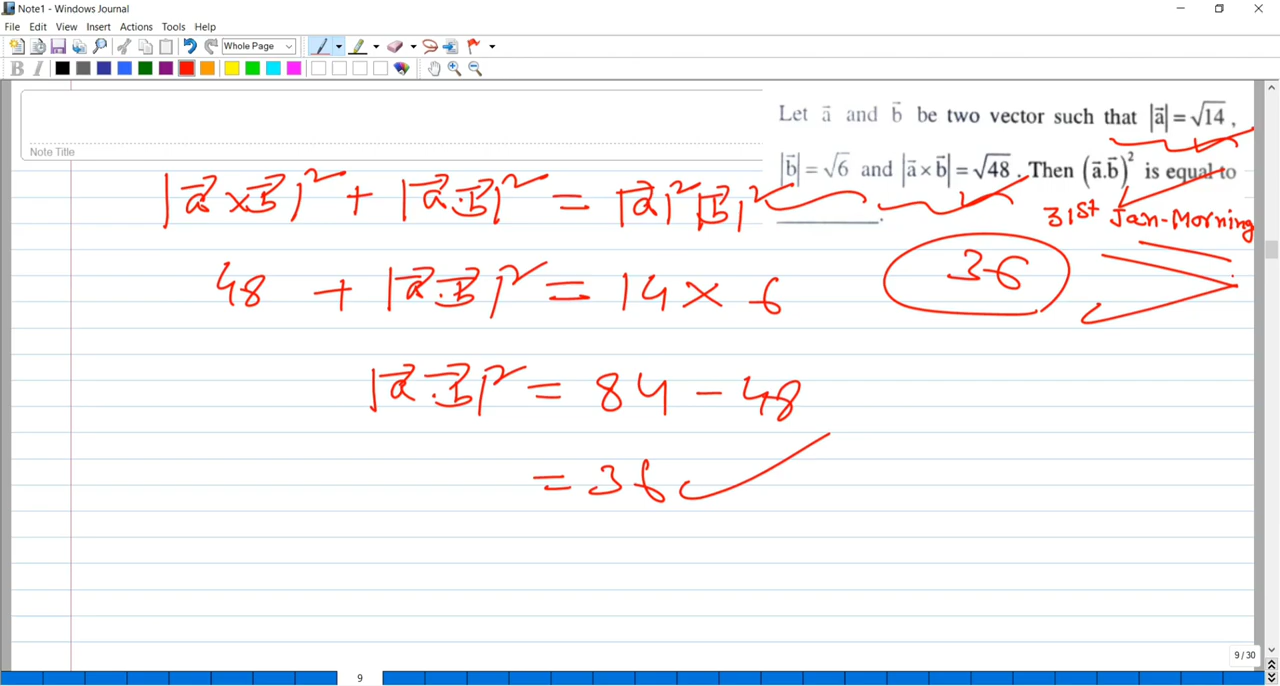 Note1 - Windows Journal
File Edit View Insert Actions Tools Help
Whole Page
B I
Note Title
Let a⃗ and b⃗ be two vector such that |a⃗| = √14 ,
|b⃗| = √6 and |a⃗ × b⃗| = √48 . Then (a⃗.b⃗)² is equal to
__________.
31st Jan-Morning
36
|a⃗ × b⃗|² + |a⃗ . b⃗|² = |a⃗|² |b⃗|²
48 + |a⃗ . b⃗|² = 14 × 6
|a⃗ . b⃗|² = 84 - 48
= 36
9 / 30
9